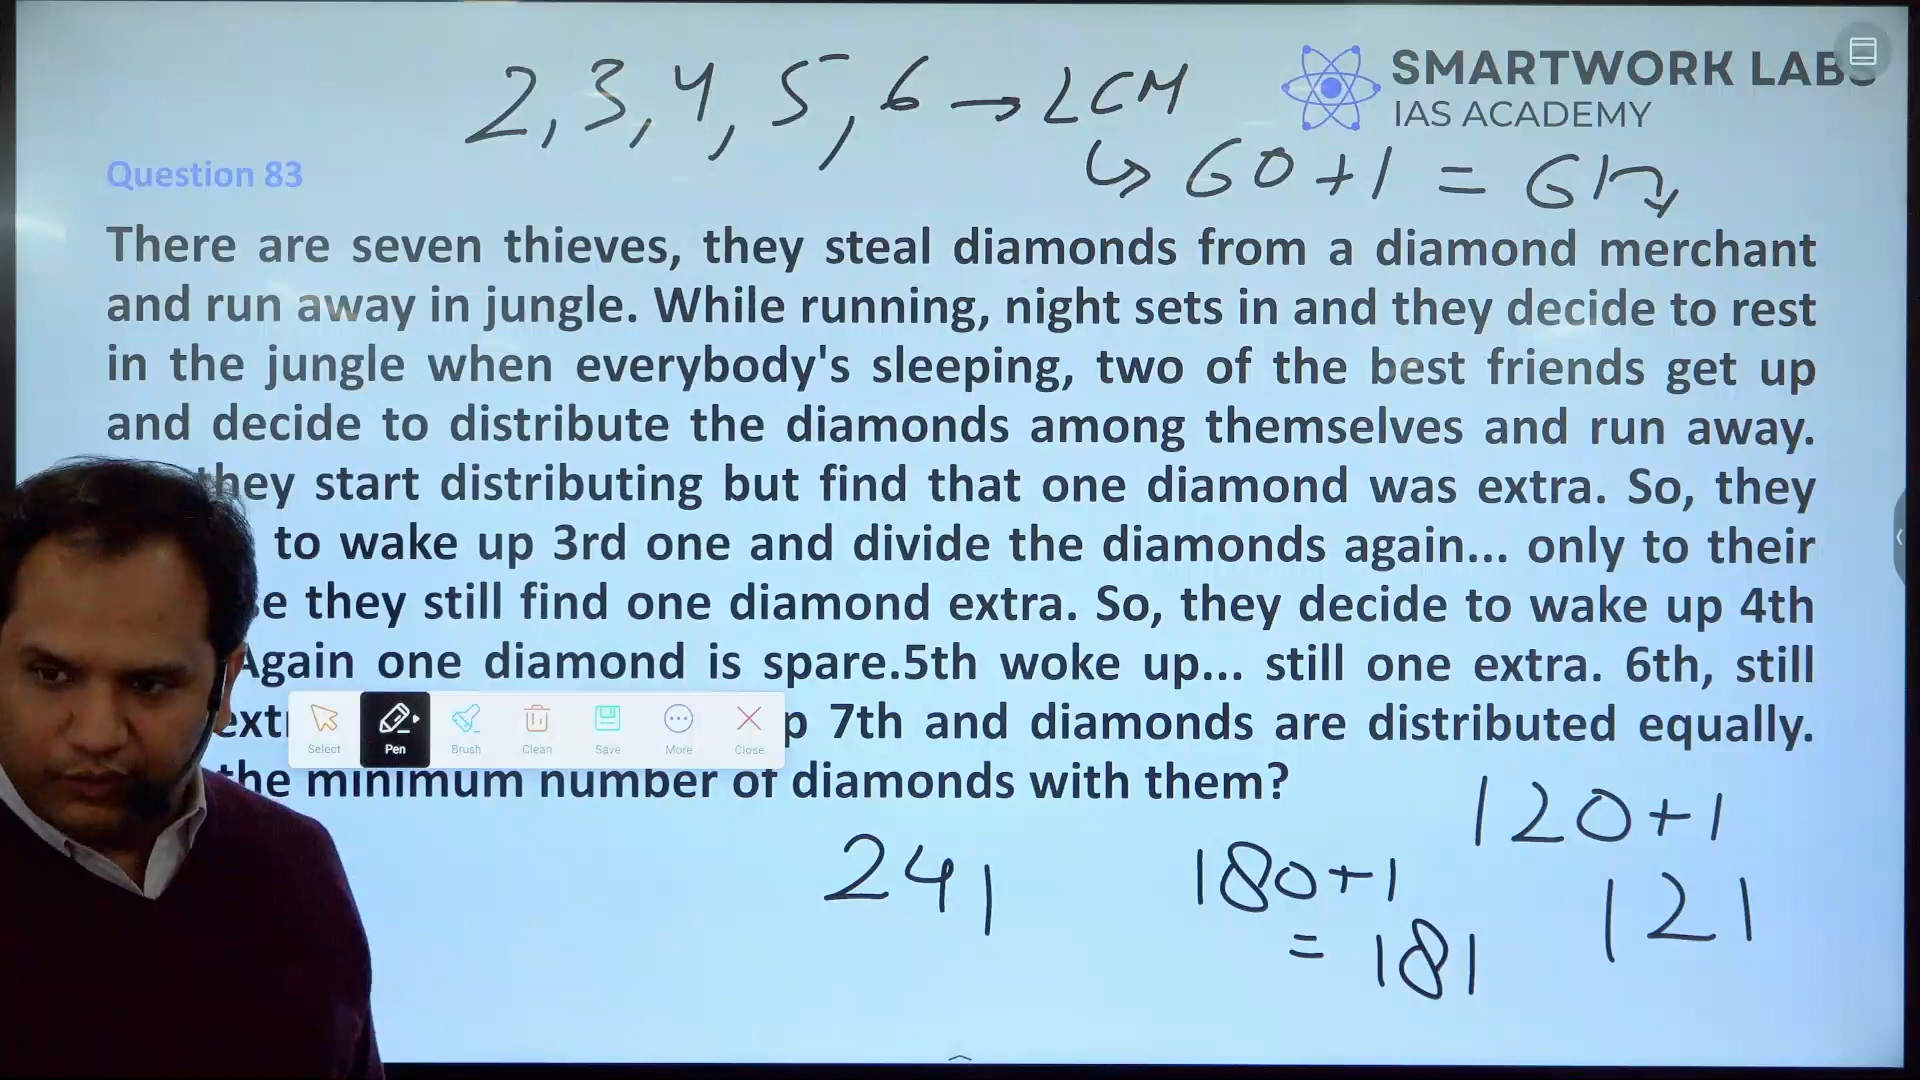 2, 3, 4, 5, 6 → LCM
SMARTWORK LABS
IAS ACADEMY
↳ 60 + 1 = 61
Question 83
There are seven thieves, they steal diamonds from a diamond merchant
and run away in jungle. While running, night sets in and they decide to rest
in the jungle when everybody's sleeping, two of the best friends get up
and decide to distribute the diamonds among themselves and run away.
they start distributing but find that one diamond was extra. So, they
to wake up 3rd one and divide the diamonds again... only to their
e they still find one diamond extra. So, they decide to wake up 4th
Again one diamond is spare.5th woke up... still one extra. 6th, still
ext p 7th and diamonds are distributed equally.
the minimum number of diamonds with them?
Select Pen Brush Clean Save More Close
120+1
121
180+1
= 181
241